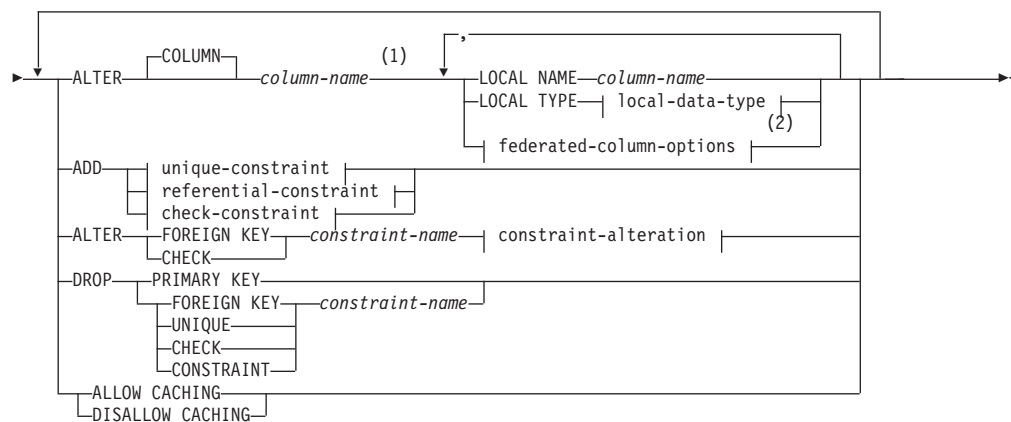 ,
COLUMN (1)
ALTER column-name LOCAL NAME column-name
LOCAL TYPE local-data-type
(2)
federated-column-options
ADD unique-constraint
referential-constraint
check-constraint
ALTER FOREIGN KEY constraint-name constraint-alteration
CHECK
DROP PRIMARY KEY
FOREIGN KEY constraint-name
UNIQUE
CHECK
CONSTRAINT
ALLOW CACHING
DISALLOW CACHING